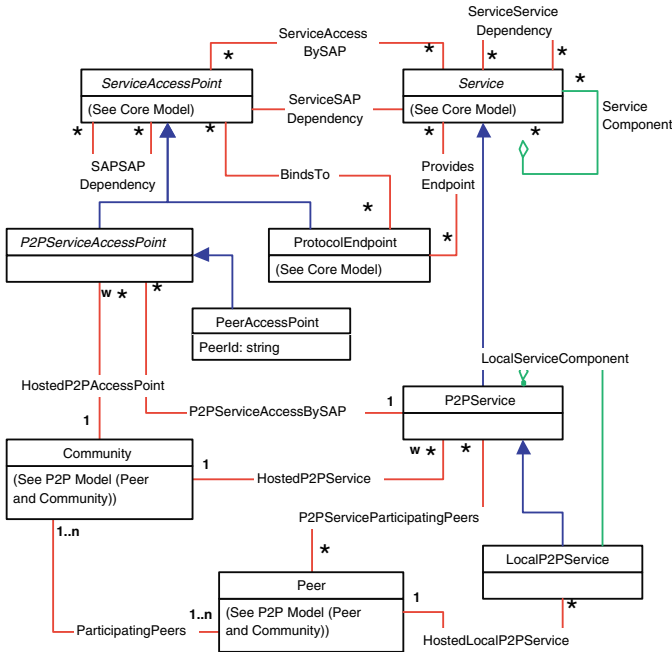 ServiceAccess
BySAP
ServiceService
Dependency
*
*
*
*
ServiceAccessPoint
(See Core Model)
Service
(See Core Model)
*
Service
Component
ServiceSAP
Dependency
*
*
*
*
*
SAPSAP
Dependency
BindsTo
Provides
Endpoint
*
*
P2PServiceAccessPoint
ProtocolEndpoint
(See Core Model)
w
*
*
PeerAccessPoint
PeerId: string
LocalServiceComponent
HostedP2PAccessPoint
P2PServiceAccessBySAP
1
1
P2PService
Community
(See P2P Model (Peer
and Community))
1
w
*
*
HostedP2PService
P2PServiceParticipatingPeers
1..n
*
LocalP2PService
Peer
(See P2P Model (Peer
and Community))
1
*
1..n
ParticipatingPeers
HostedLocalP2PService